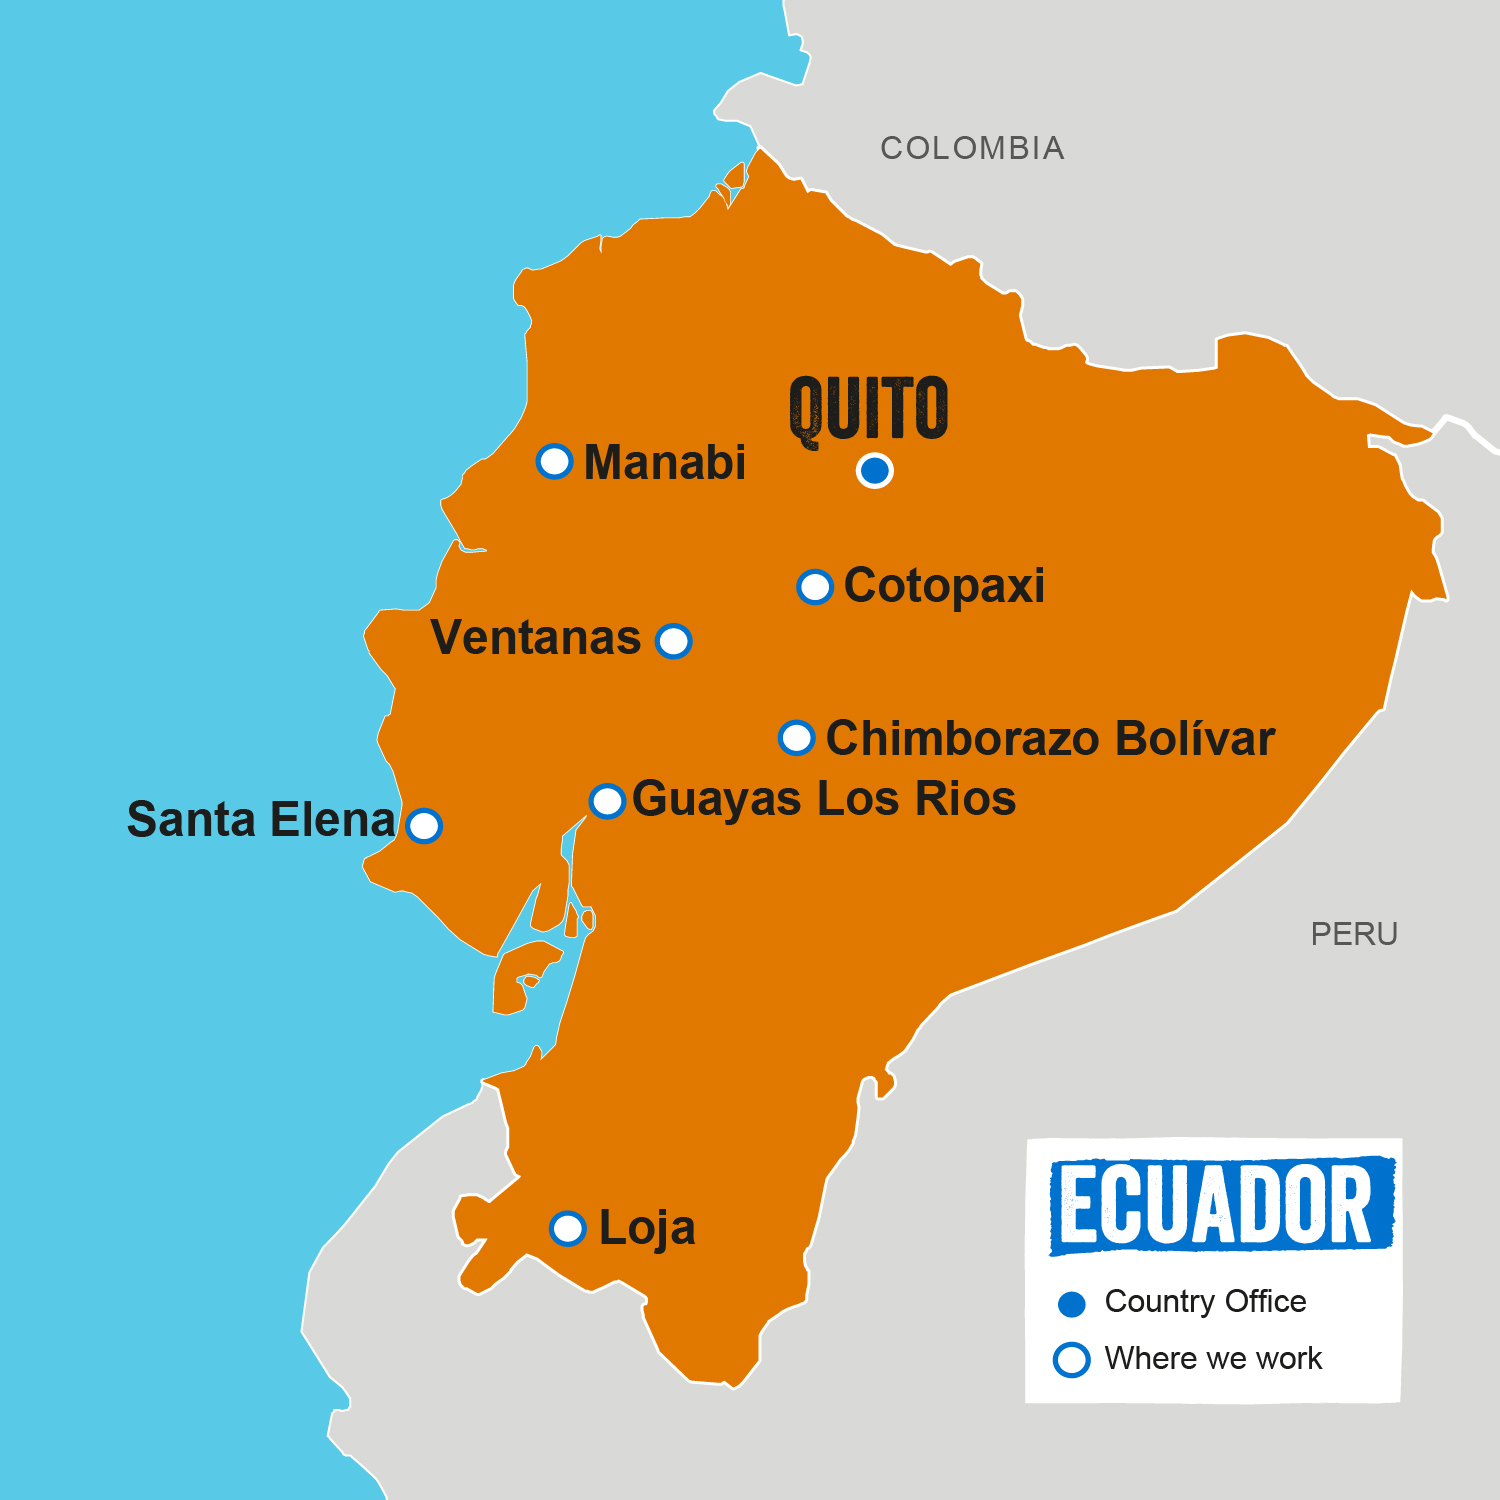 COLOMBIA
QUITO
Manabi
Cotopaxi
Ventanas
Chimborazo Bolívar
Guayas Los Rios
Santa Elena
PERU
Loja
ECUADOR
Country Office
Where we work